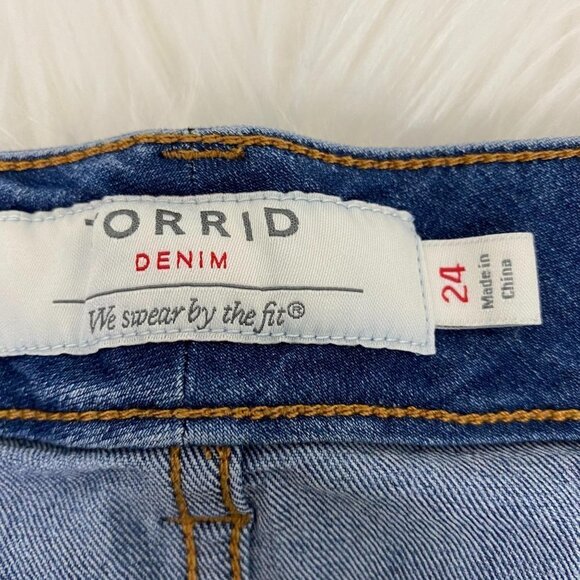 TORRID
DENIM
We swear by the fit®
24
Made in
China